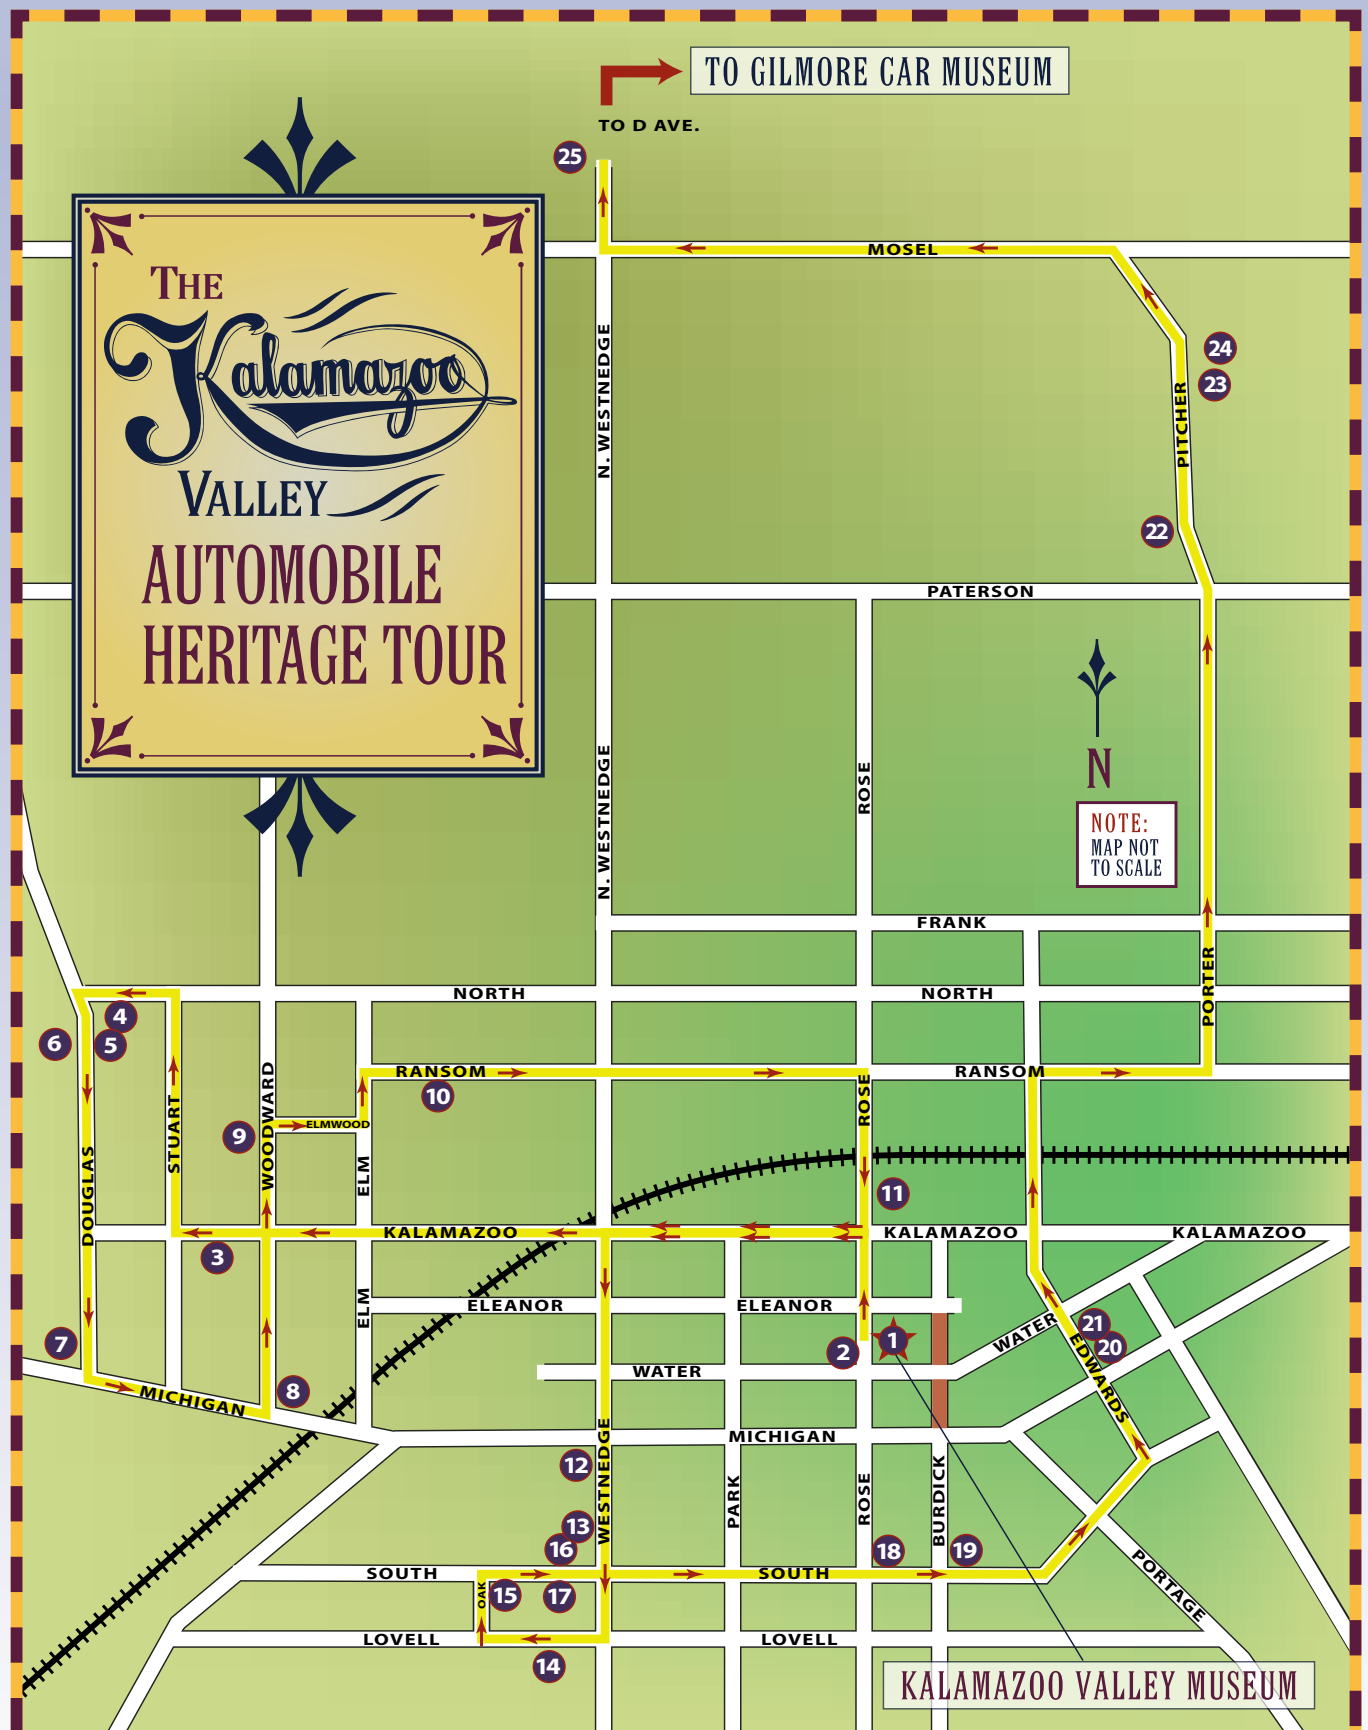 TO GILMORE CAR MUSEUM
TO D AVE.
25
MOSEL
THE
Kalamazoo
VALLEY
AUTOMOBILE
HERITAGE TOUR
N. WESTNEDGE
24
23
PITCHER
22
PATERSON
N
NOTE:
MAP NOT
TO SCALE
N. WESTNEDGE
ROSE
FRANK
NORTH
NORTH
PORTER
4
5
6
RANSOM
RANSOM
10
ROSE
WOODWARD
STUART
ELMWOOD
9
DOUGLAS
ELM
11
KALAMAZOO
KALAMAZOO
KALAMAZOO
3
ELM
ELEANOR
ELEANOR
7
2
1
WATER
21
20
EDWARDS
WATER
MICHIGAN
8
MICHIGAN
12
WESTNEDGE
PARK
ROSE
BURDICK
13
16
18
19
SOUTH
SOUTH
OAK
15
17
PORTAGE
LOVELL
LOVELL
14
KALAMAZOO VALLEY MUSEUM